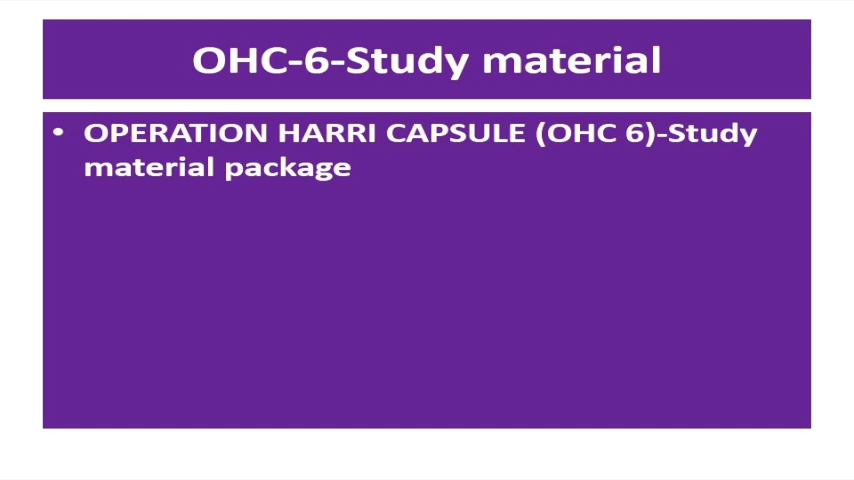 OHC-6-Study material
• OPERATION HARRI CAPSULE (OHC 6)-Study
material package